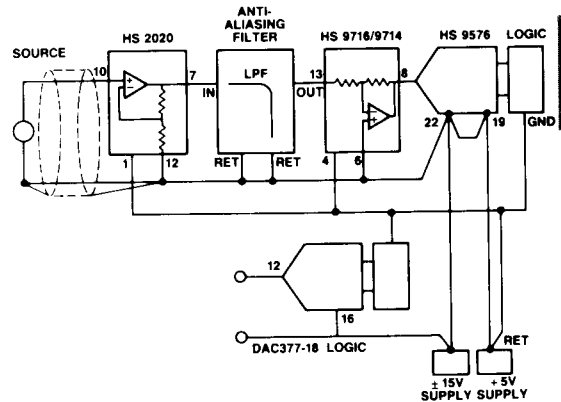 ANTI-
ALIASING
FILTER
HS 2020
HS 9716/9714
HS 9576
LOGIC
SOURCE
10
7
IN
LPF
13
OUT
8
22
19
GND
1
12
RET
RET
4
6
12
16
DAC377-18 LOGIC
RET
± 15V
SUPPLY
+ 5V
SUPPLY